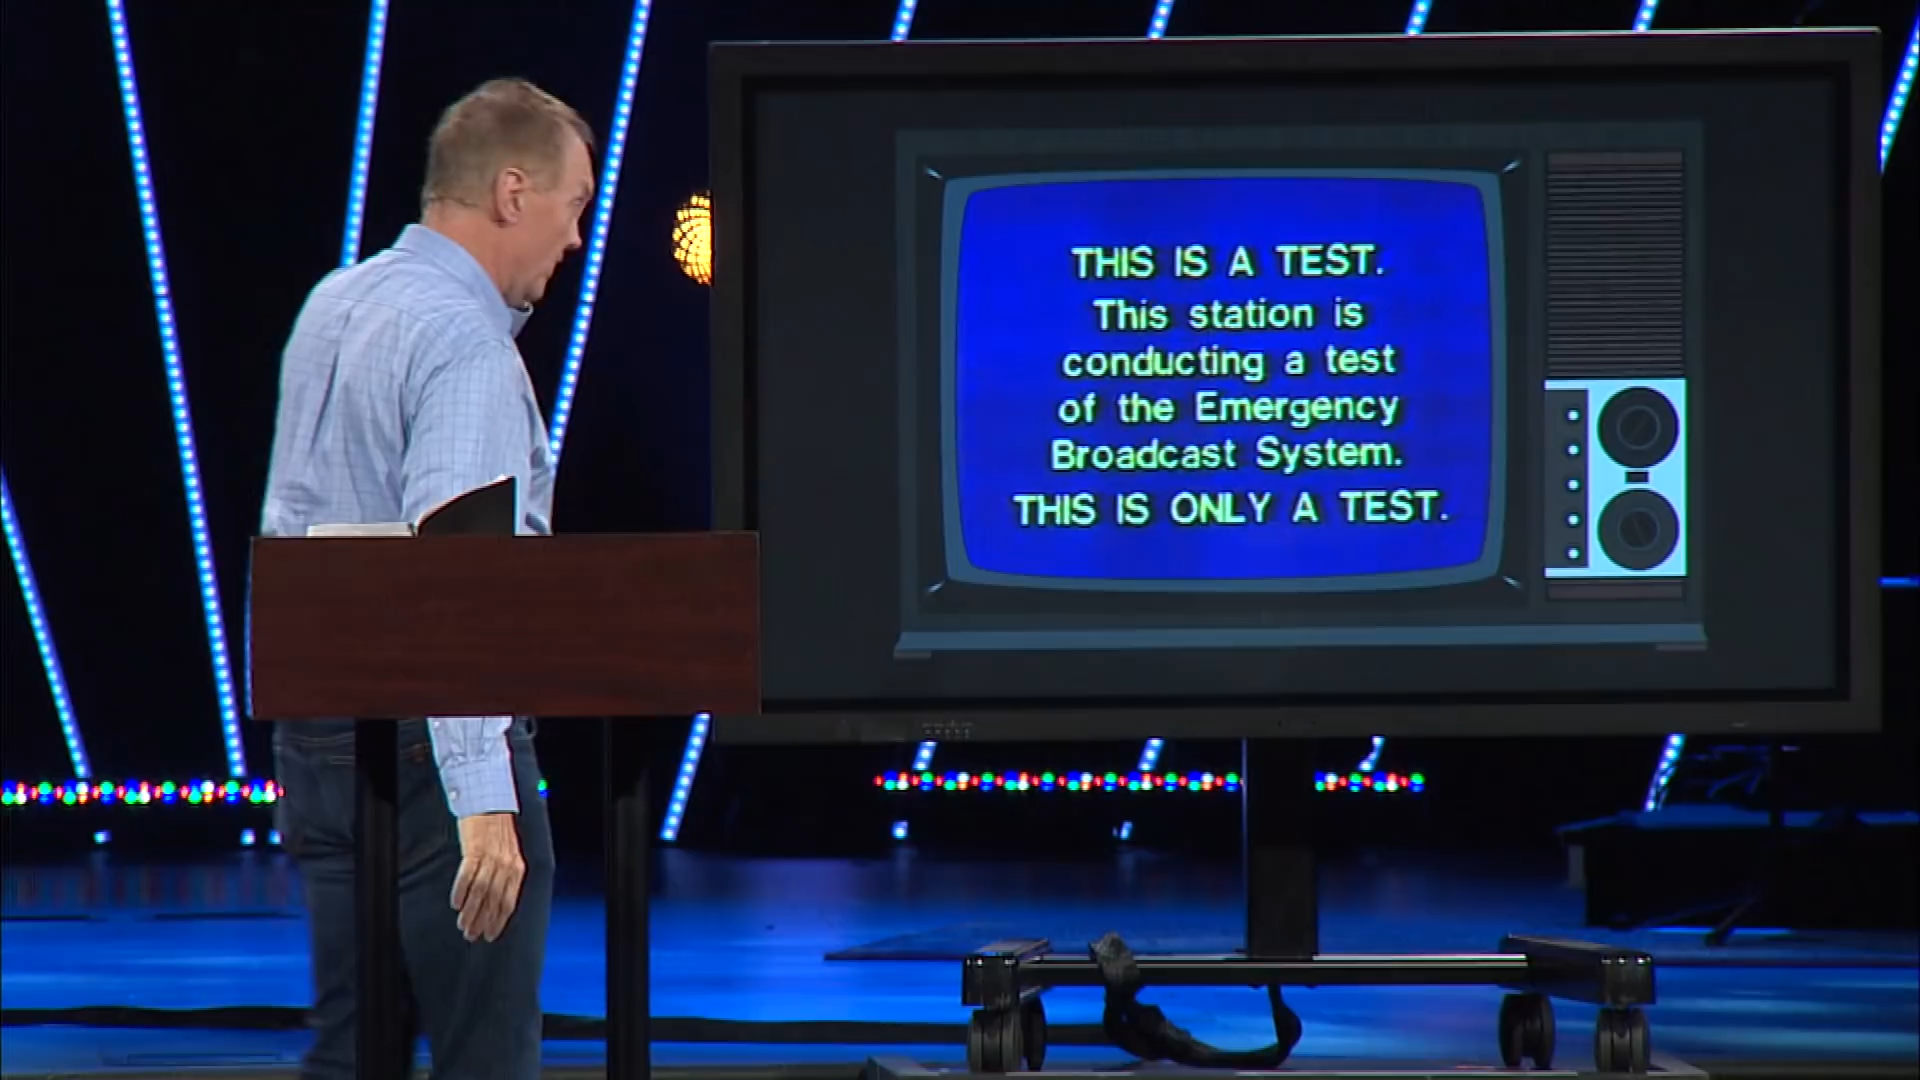 THIS IS A TEST.
This station is
conducting a test
of the Emergency
Broadcast System.
THIS IS ONLY A TEST.